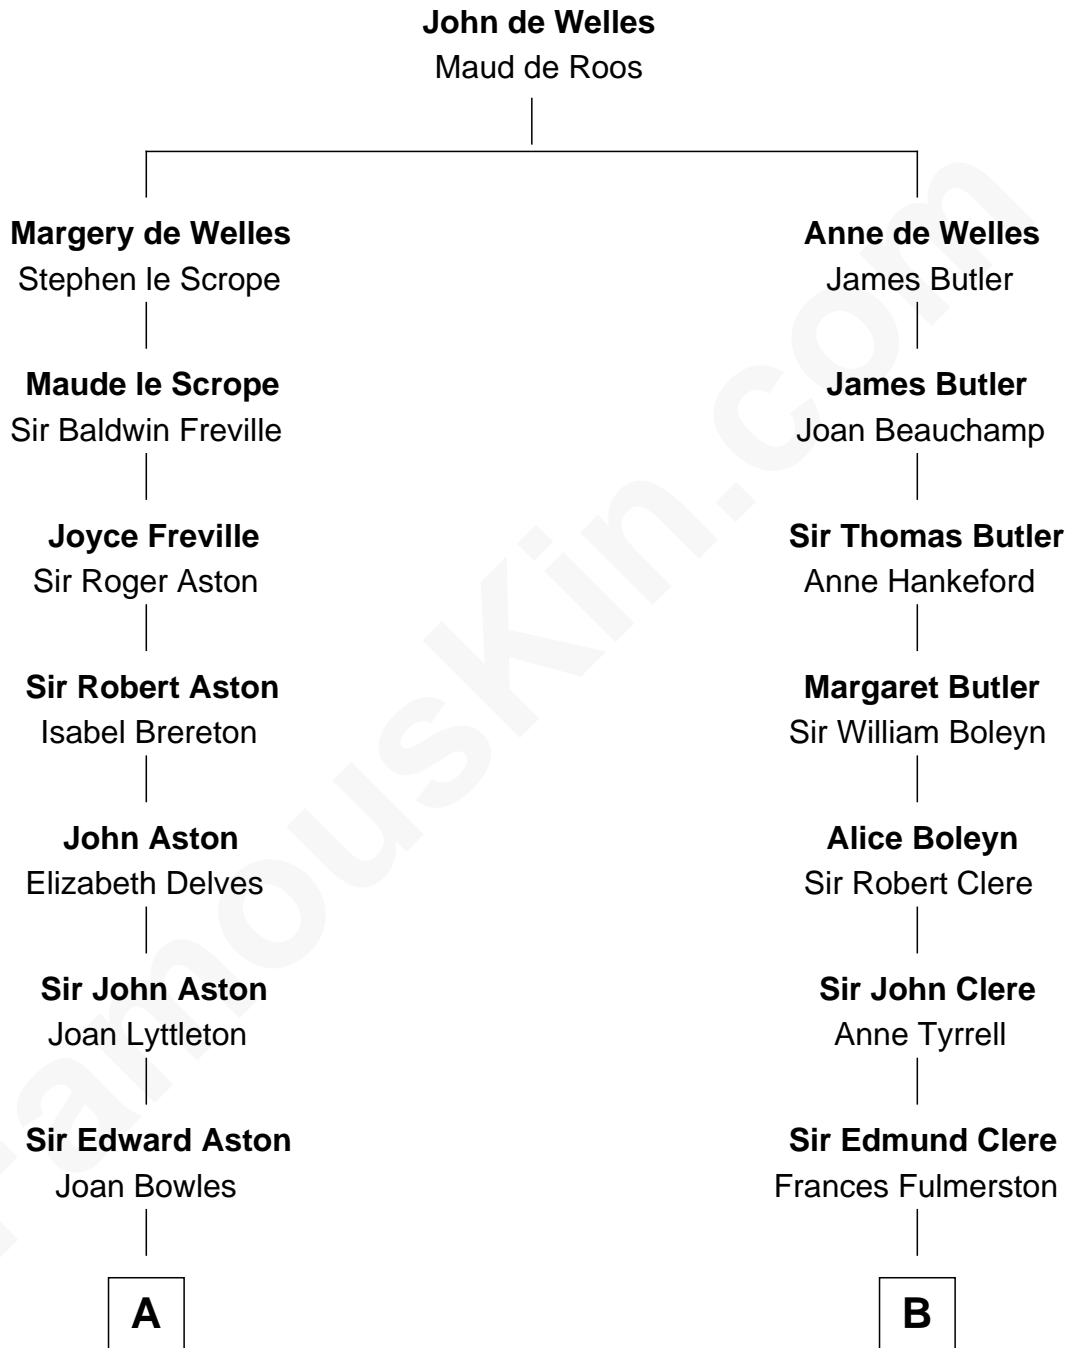 John de Welles
Maud de Roos
Margery de Welles
Stephen le Scrope
Maude le Scrope
Sir Baldwin Freville
Joyce Freville
Sir Roger Aston
Sir Robert Aston
Isabel Brereton
John Aston
Elizabeth Delves
Sir John Aston
Joan Lyttleton
Sir Edward Aston
Joan Bowles
A
Anne de Welles
James Butler
James Butler
Joan Beauchamp
Sir Thomas Butler
Anne Hankeford
Margaret Butler
Sir William Boleyn
Alice Boleyn
Sir Robert Clere
Sir John Clere
Anne Tyrrell
Sir Edmund Clere
Frances Fulmerston
B
FamousKin.com